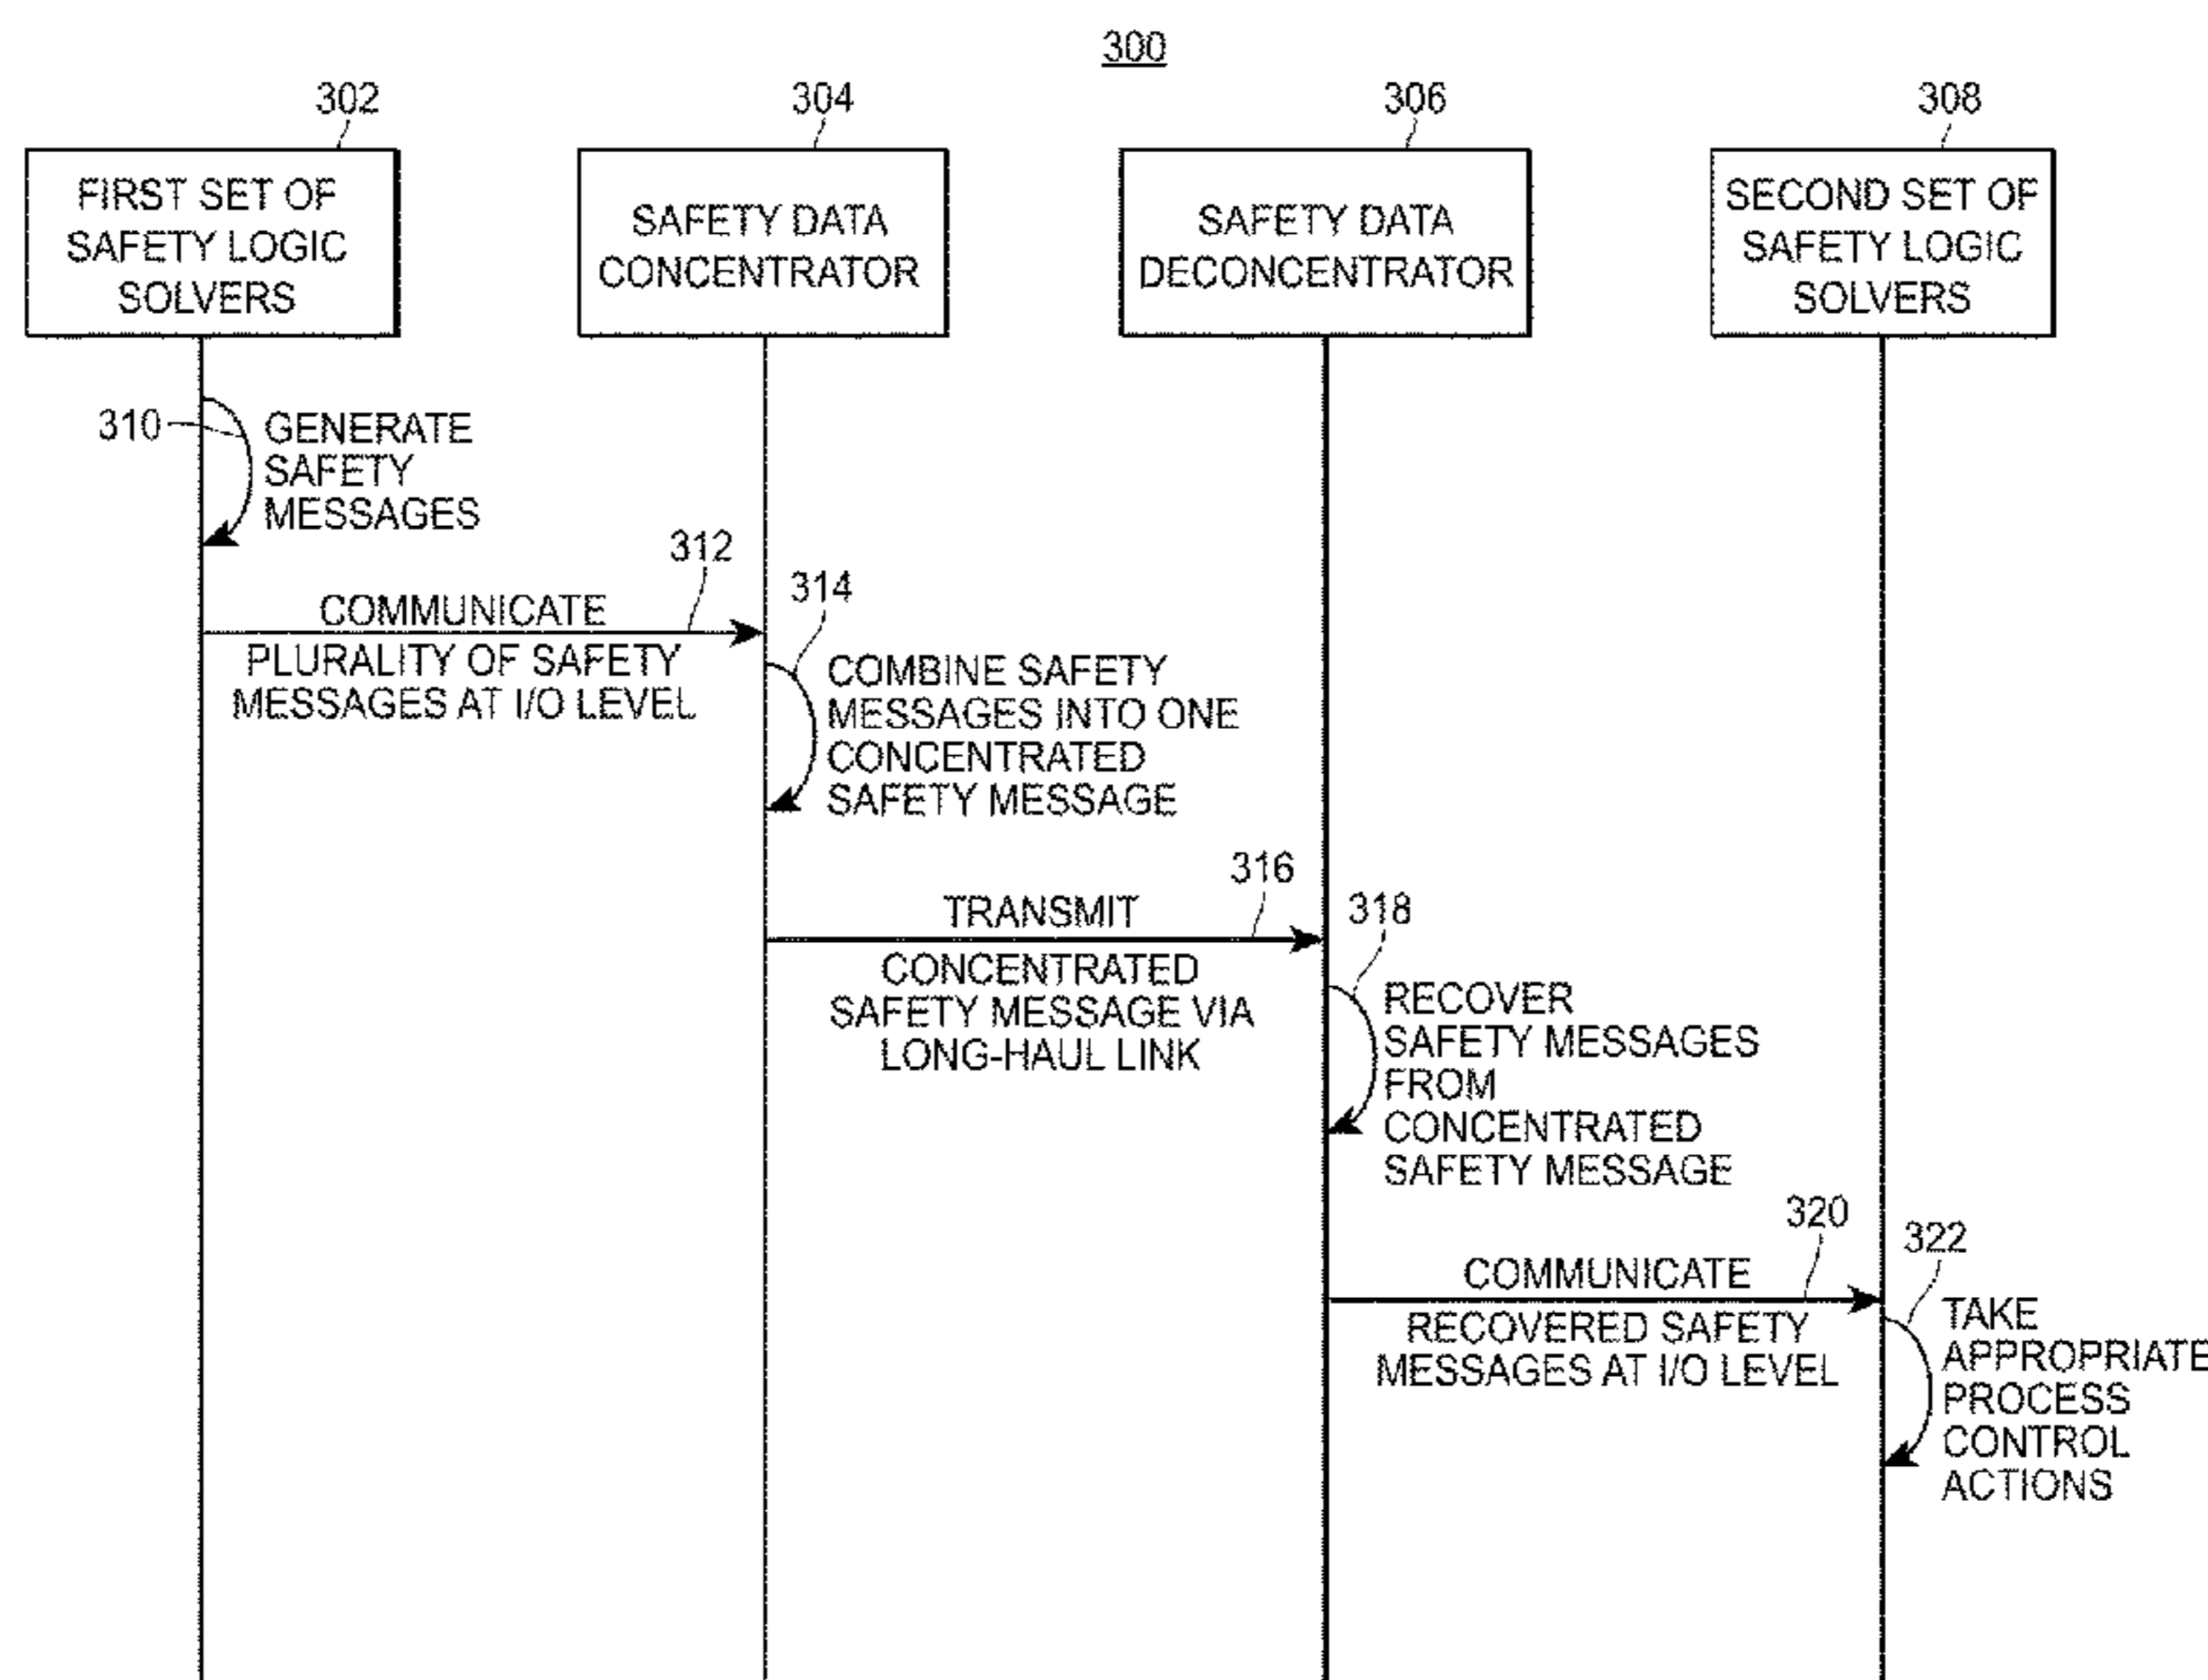 300
302
304
306
308
FIRST SET OF
SAFETY LOGIC
SOLVERS
SAFETY DATA
CONCENTRATOR
SAFETY DATA
DECONCENTRATOR
SECOND SET OF
SAFETY LOGIC
SOLVERS
310
GENERATE
SAFETY
MESSAGES
312
COMMUNICATE
PLURALITY OF SAFETY
MESSAGES AT I/O LEVEL
314
COMBINE SAFETY
MESSAGES INTO ONE
CONCENTRATED
SAFETY MESSAGE
316
TRANSMIT
CONCENTRATED
SAFETY MESSAGE VIA
LONG-HAUL LINK
318
RECOVER
SAFETY MESSAGES
FROM
CONCENTRATED
SAFETY MESSAGE
320
COMMUNICATE
RECOVERED SAFETY
MESSAGES AT I/O LEVEL
322
TAKE
APPROPRIATE
PROCESS
CONTROL
ACTIONS